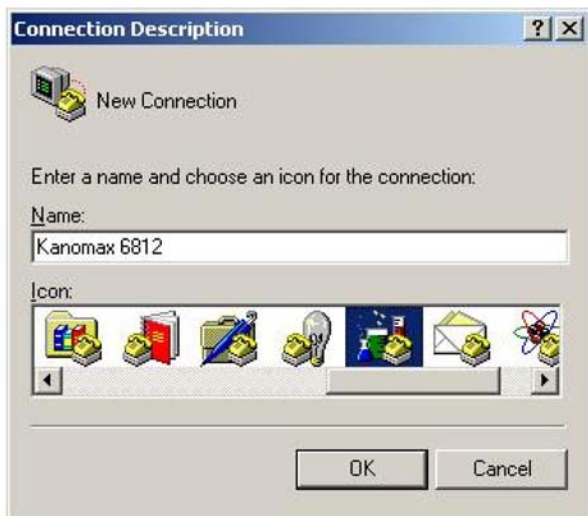 Connection Description
New Connection
Enter a name and choose an icon for the connection:
Name:
Kanomax 6812
Icon:
OK Cancel